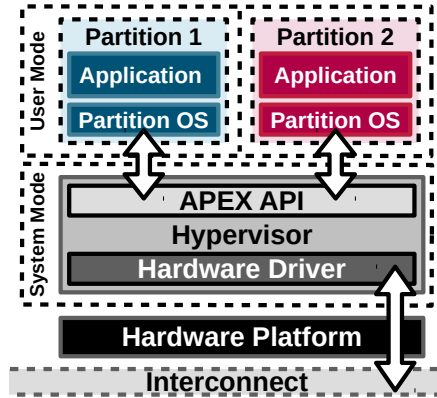 User Mode
Partition 1
Application
Partition OS
Partition 2
Application
Partition OS
System Mode
APEX API
Hypervisor
Hardware Driver
Hardware Platform
Interconnect